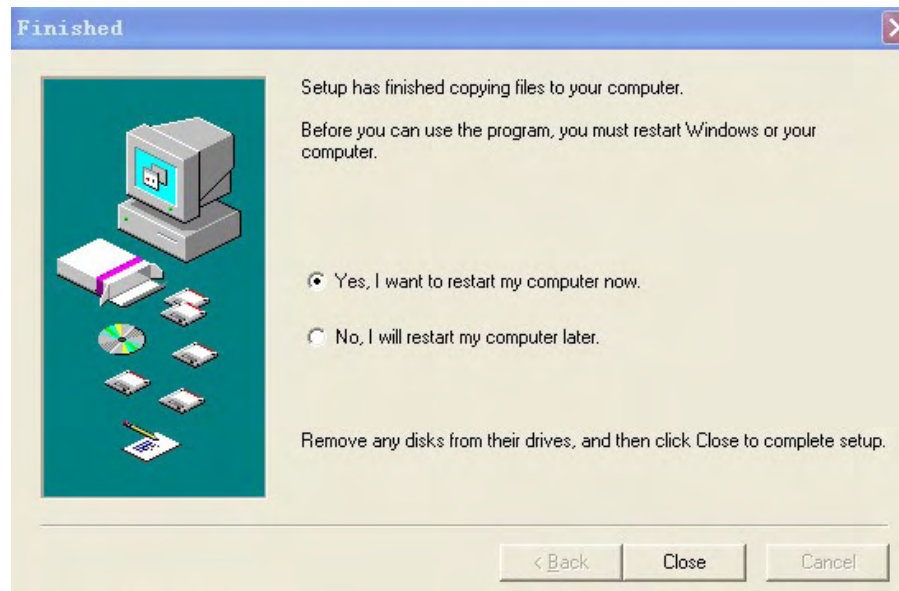 Finished
Setup has finished copying files to your computer.
Before you can use the program, you must restart Windows or your
computer.
Yes, I want to restart my computer now.
No, I will restart my computer later.
Remove any disks from their drives, and then click Close to complete setup.
< Back
Close
Cancel